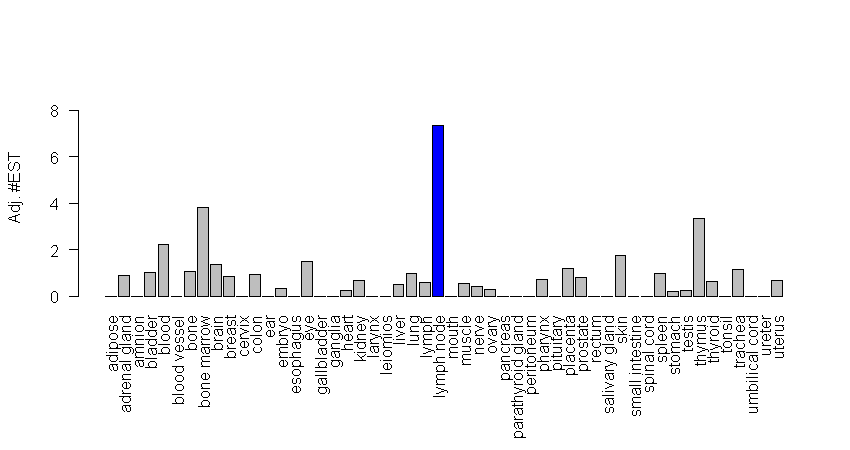 Adj. #EST
8
6
4
2
0
adipose
adrenal gland
amnion
bladder
blood
blood vessel
bone
bone marrow
brain
breast
cervix
colon
ear
embryo
esophagus
eye
gallbladder
ganglia
heart
kidney
larynx
leiomios
liver
lung
lymph
lymph node
mouth
muscle
nerve
ovary
pancreas
parathyroid gland
peritoneum
pharynx
pituitary
placenta
prostate
rectum
salivary gland
skin
small intestine
spinal cord
spleen
stomach
testis
thymus
thyroid
tonsil
trachea
umbilical cord
ureter
uterus